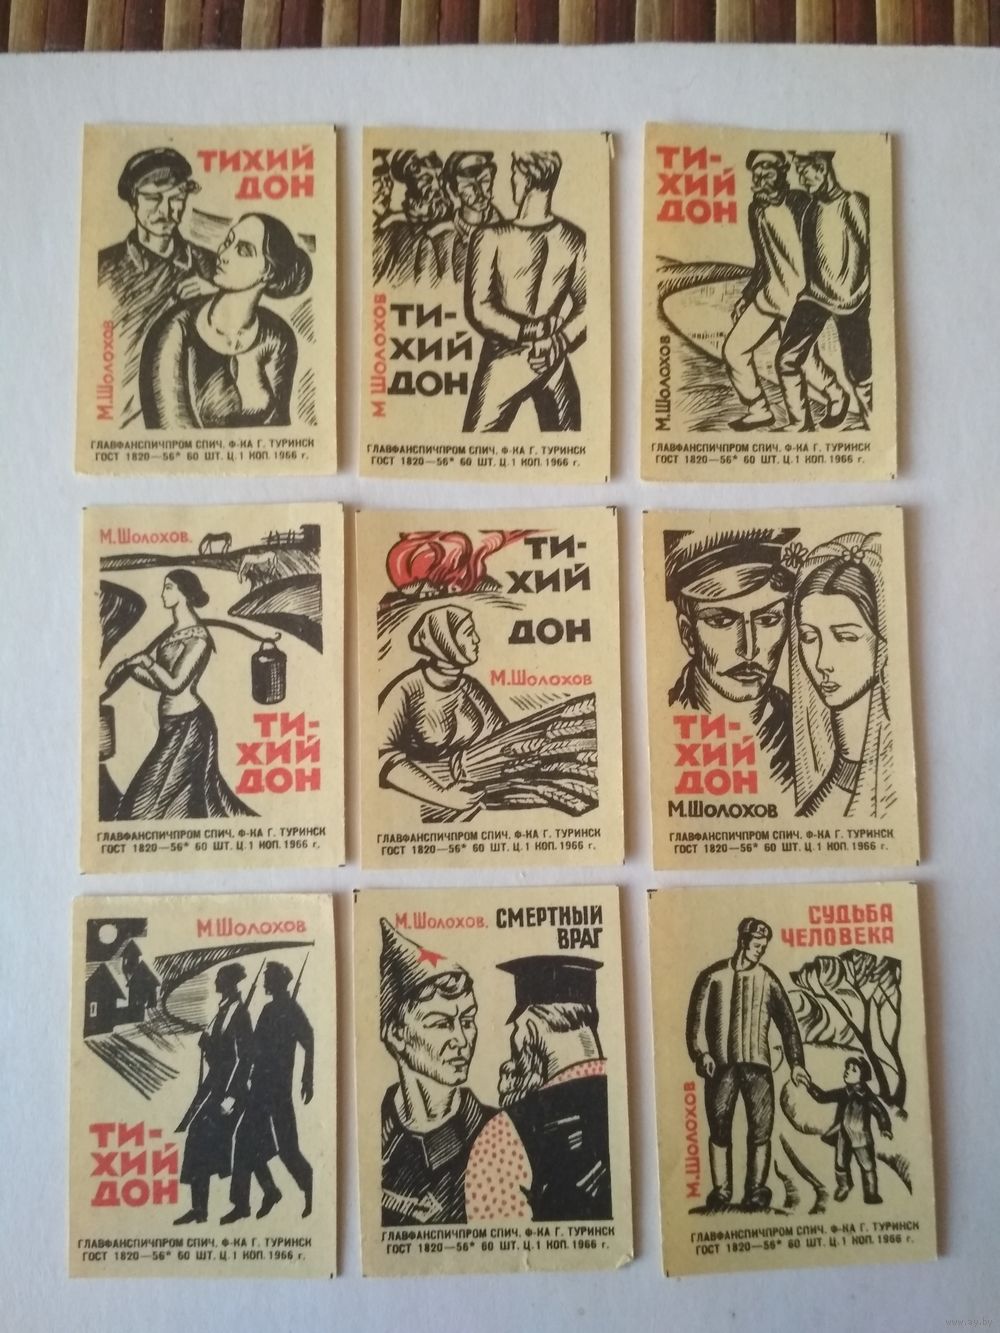 ТИХИЙ
ДОН
М.Шолохов
ГЛАВФАНСПИЧПРОМ СПИЧ. Ф-КА Г. ТУРИНСК
ГОСТ 1820—56* 60 ШТ. Ц.1 КОП. 1966 г.
М Шолохов
ТИ-
ХИЙ
ДОН
ГЛАВФАНСПИЧПРОМ СПИЧ. Ф-КА Г. ТУРИНСК
ГОСТ 1820—56* 60 ШТ. Ц.1 КОП. 1966 г.
ТИ-
ХИЙ
ДОН
М.Шолохов
ГЛАВФАНСПИЧПРОМ СПИЧ. Ф-КА Г. ТУРИНСК
ГОСТ 1820—56* 60 ШТ. Ц.1 КОП. 1966 г.
М.Шолохов.
ТИ-
ХИЙ
ДОН
ГЛАВФАНСПИЧПРОМ СПИЧ. Ф-КА Г. ТУРИНСК
ГОСТ 1820—56* 60 ШТ. Ц.1 КОП. 1966 г.
ТИ-
ХИЙ
ДОН
М.Шолохов
ГЛАВФАНСПИЧПРОМ СПИЧ. Ф-КА Г. ТУРИНСК
ГОСТ 1820—56* 60 ШТ. Ц.1 КОП. 1966 г.
ТИ-
ХИЙ
ДОН
М.Шолохов
ГЛАВФАНСПИЧПРОМ СПИЧ. Ф-КА Г. ТУРИНСК
ГОСТ 1820—56* 60 ШТ. Ц.1 КОП. 1966 г.
М.Шолохов
ТИ-
ХИЙ
ДОН
ГЛАВФАНСПИЧПРОМ СПИЧ. Ф-КА Г. ТУРИНСК
ГОСТ 1820—56* 60 ШТ. Ц.1 КОП. 1966 г.
М.Шолохов. СМЕРТНЫЙ
ВРАГ
ГЛАВФАНСПИЧПРОМ СПИЧ. Ф-КА Г. ТУРИНСК
ГОСТ 1820—56* 60 ШТ. Ц.1 КОП. 1966 г.
СУДЬБА
ЧЕЛОВЕКА
М.Шолохов
ГЛАВФАНСПИЧПРОМ СПИЧ. Ф-КА Г. ТУРИНСК
ГОСТ 1820—56* 60 ШТ. Ц.1 КОП. 1966 г.
www.ay.by